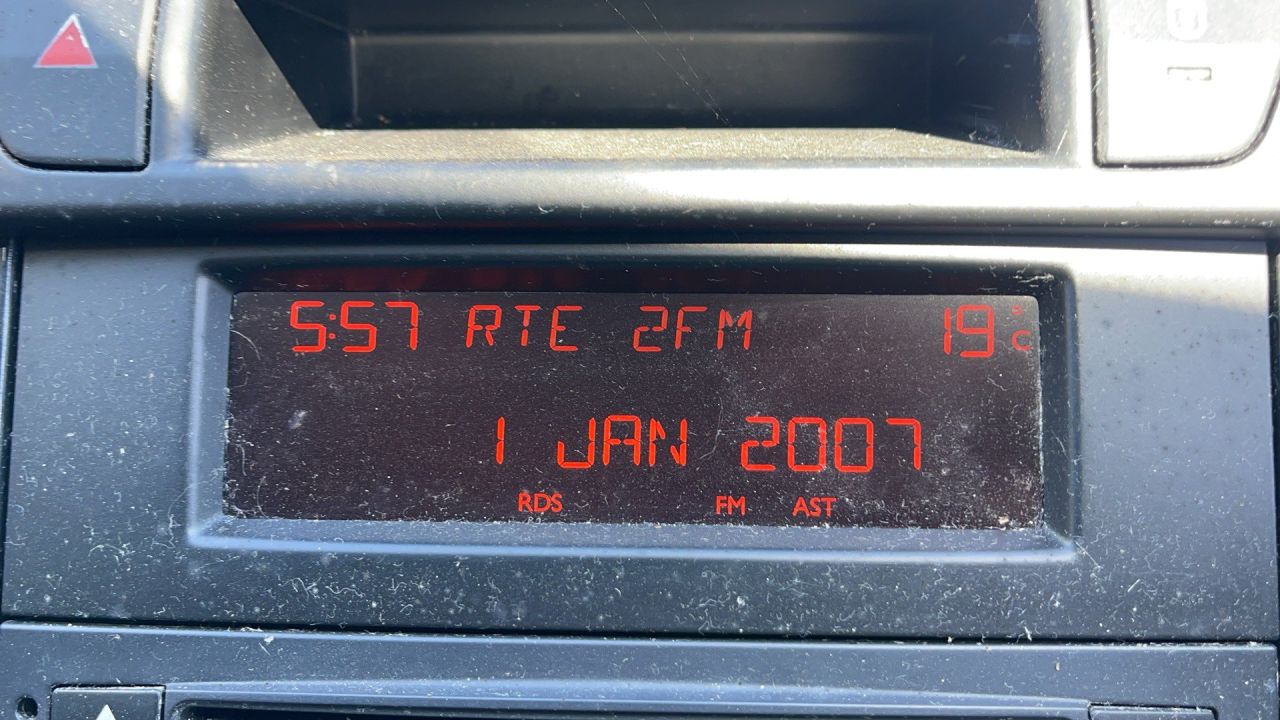 5:57 RTE 2FM 19°C
1 JAN 2007
RDS FM AST